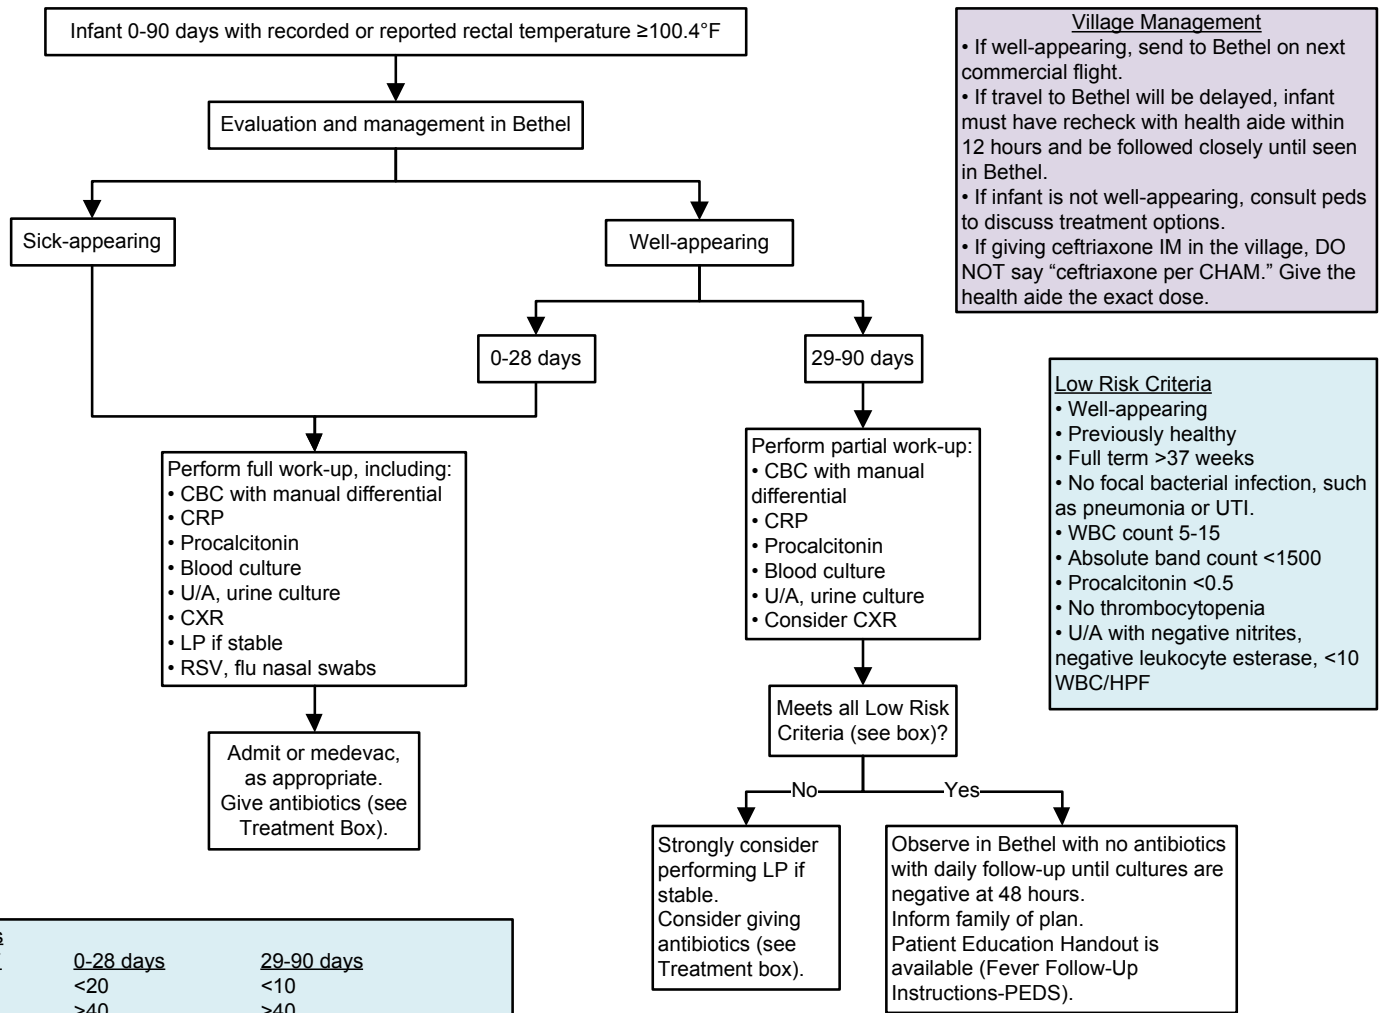 Infant 0-90 days with recorded or reported rectal temperature ≥100.4°F
Evaluation and management in Bethel
Sick-appearing
Well-appearing
0-28 days
29-90 days
Perform full work-up, including:
• CBC with manual differential
• CRP
• Procalcitonin
• Blood culture
• U/A, urine culture
• CXR
• LP if stable
• RSV, flu nasal swabs
Admit or medevac,
as appropriate.
Give antibiotics (see
Treatment Box).
Perform partial work-up:
• CBC with manual
differential
• CRP
• Procalcitonin
• Blood culture
• U/A, urine culture
• Consider CXR
Meets all Low Risk
Criteria (see box)?
No
Yes
Strongly consider
performing LP if
stable.
Consider giving
antibiotics (see
Treatment box).
Observe in Bethel with no antibiotics
with daily follow-up until cultures are
negative at 48 hours.
Inform family of plan.
Patient Education Handout is
available (Fever Follow-Up
Instructions-PEDS).
Village Management
• If well-appearing, send to Bethel on next
commercial flight.
• If travel to Bethel will be delayed, infant
must have recheck with health aide within
12 hours and be followed closely until seen
in Bethel.
• If infant is not well-appearing, consult peds
to discuss treatment options.
• If giving ceftriaxone IM in the village, DO
NOT say “ceftriaxone per CHAM.” Give the
health aide the exact dose.
Low Risk Criteria
• Well-appearing
• Previously healthy
• Full term >37 weeks
• No focal bacterial infection, such
as pneumonia or UTI.
• WBC count 5-15
• Absolute band count <1500
• Procalcitonin <0.5
• No thrombocytopenia
• U/A with negative nitrites,
negative leukocyte esterase, <10
WBC/HPF
0-28 days 29-90 days
<20 <10
>40 >40